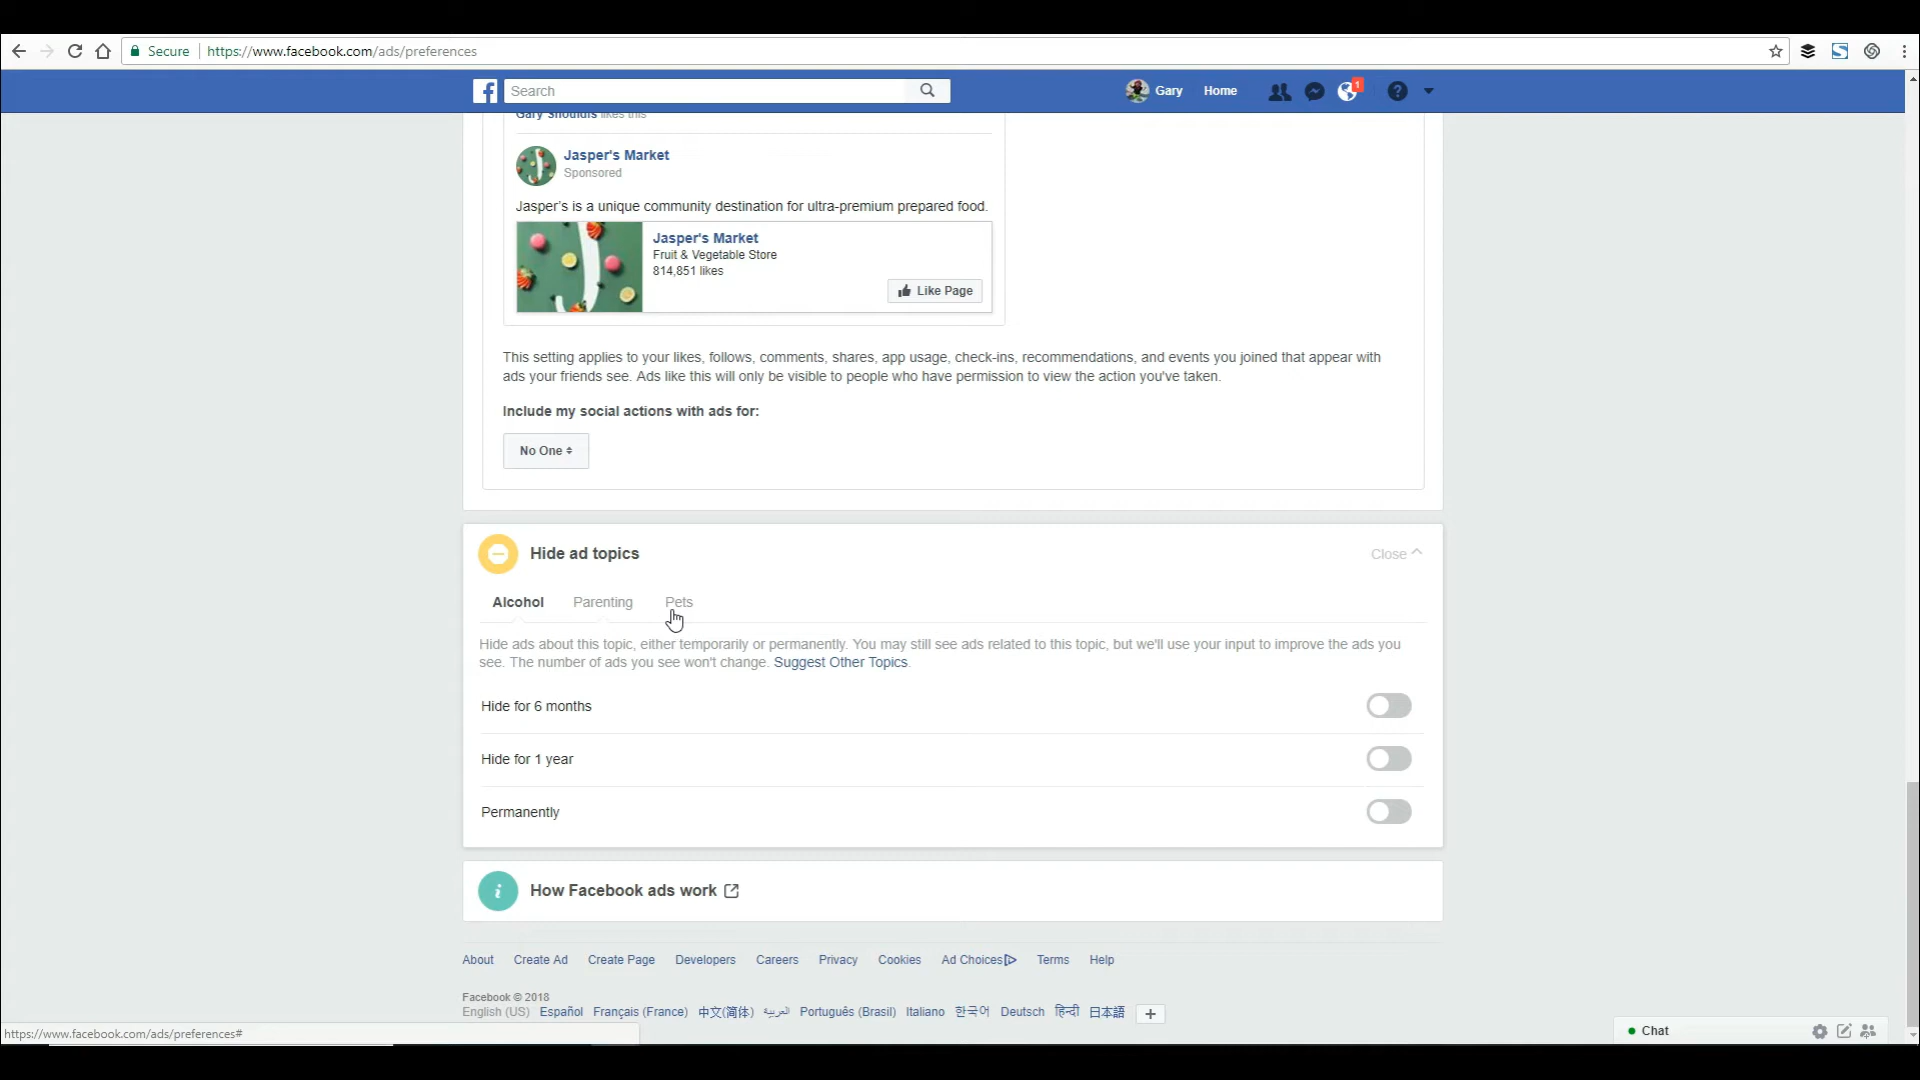 Secure
https://www.facebook.com/ads/preferences
Search
Gary
Home
1
Gary Shouldis likes this
Jasper's Market
Sponsored
Jasper's is a unique community destination for ultra-premium prepared food.
Jasper's Market
Fruit & Vegetable Store
814,851 likes
Like Page
This setting applies to your likes, follows, comments, shares, app usage, check-ins, recommendations, and events you joined that appear with
ads your friends see. Ads like this will only be visible to people who have permission to view the action you've taken.
Include my social actions with ads for:
No One
Hide ad topics
Close
Alcohol Parenting Pets
Hide ads about this topic, either temporarily or permanently. You may still see ads related to this topic, but we'll use your input to improve the ads you
see. The number of ads you see won't change. Suggest Other Topics.
Hide for 6 months
Hide for 1 year
Permanently
How Facebook ads work
About Create Ad Create Page Developers Careers Privacy Cookies Ad Choices Terms Help
Facebook © 2018
English (US) Español Français (France) 中文(简体) العربية Português (Brasil) Italiano 한국어 Deutsch हिन्दी 日本語
https://www.facebook.com/ads/preferences#
Chat